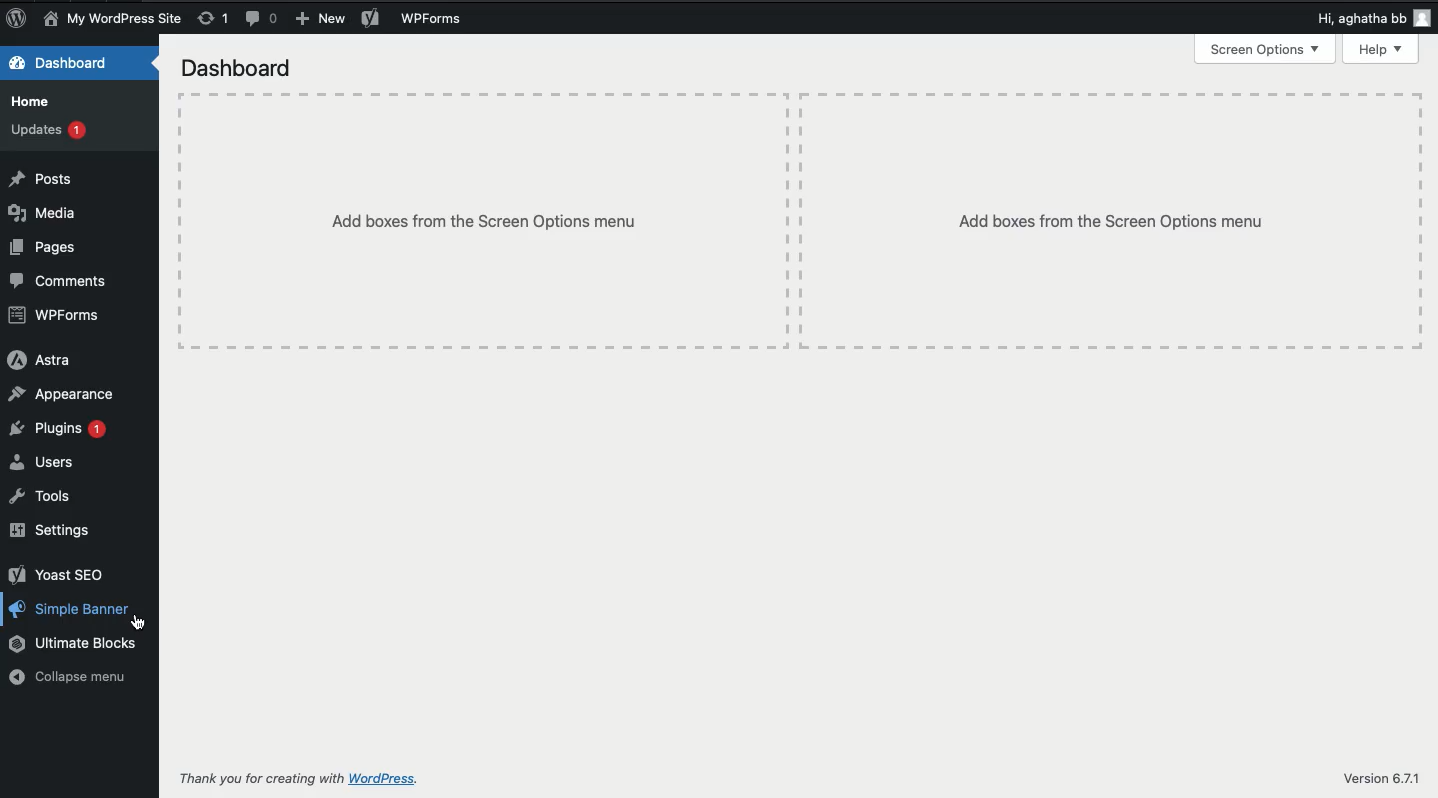 My WordPress Site 1 0 New WPForms Hi, aghatha bb
Screen Options Help
Dashboard
Dashboard
Home
Updates 1
Posts
Media
Pages
Comments
WPForms
Astra
Appearance
Plugins 1
Users
Tools
Settings
Yoast SEO
Simple Banner
Ultimate Blocks
Collapse menu
Add boxes from the Screen Options menu
Add boxes from the Screen Options menu
Thank you for creating with WordPress.
Version 6.7.1